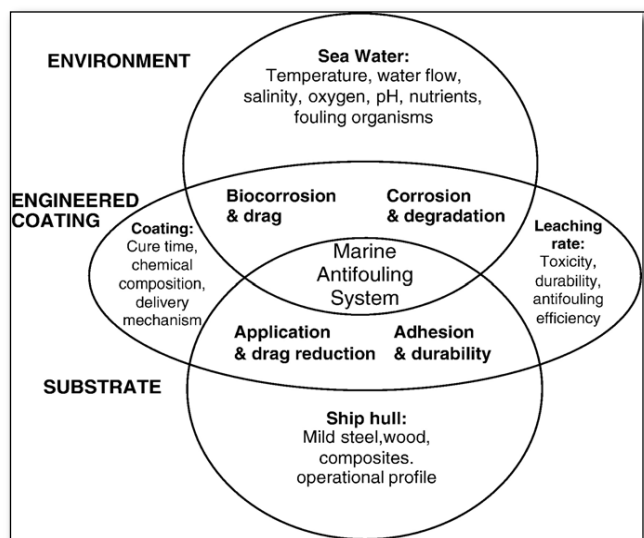 ENVIRONMENT
Sea Water:
Temperature, water flow,
salinity, oxygen, pH, nutrients,
fouling organisms
ENGINEERED
COATING
Biocorrosion
& drag
Corrosion
& degradation
Coating:
Cure time,
chemical
composition,
delivery
mechanism
Leaching
rate:
Toxicity,
durability,
antifouling
efficiency
Marine
Antifouling
System
Application
& drag reduction
Adhesion
& durability
SUBSTRATE
Ship hull:
Mild steel,wood,
composites.
operational profile